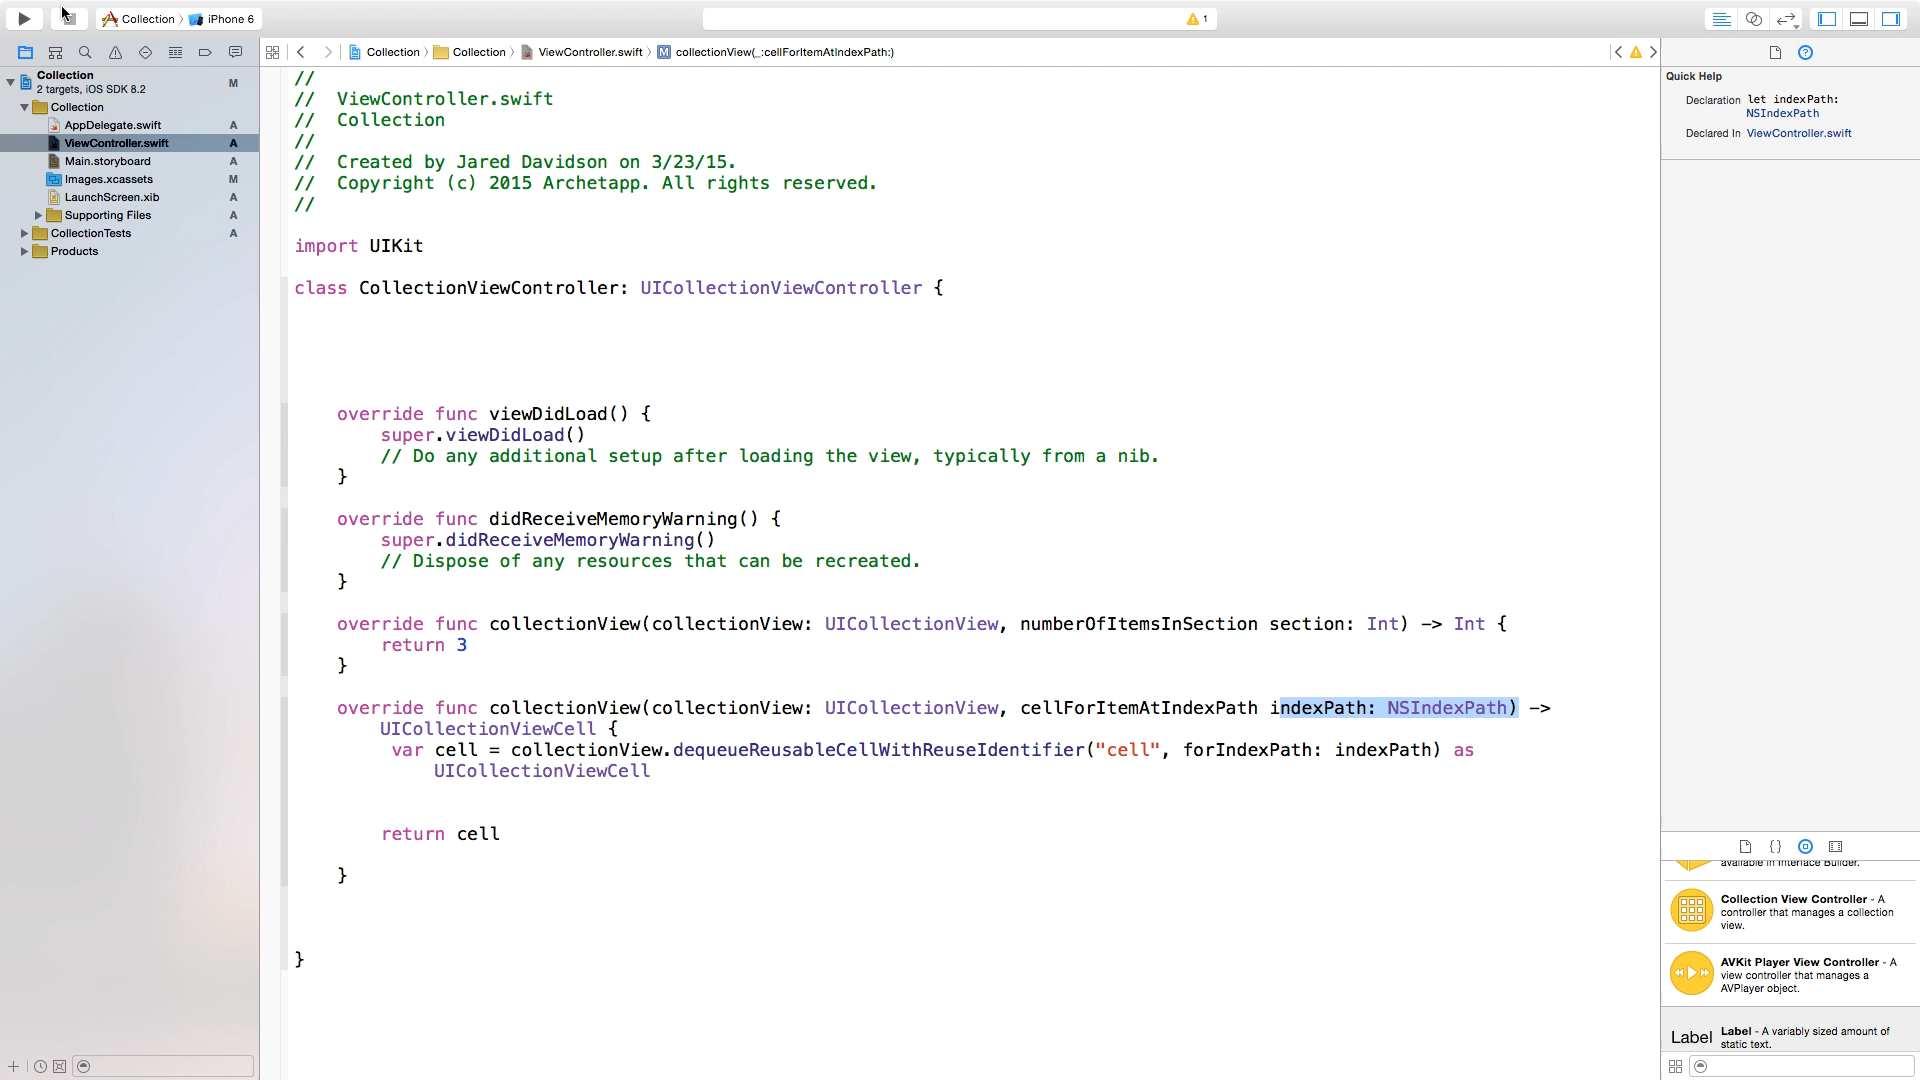 Collection
iPhone 6
1
Collection
Collection
ViewController.swift
collectionView(_:cellForItemAtIndexPath:)
Collection
2 targets, iOS SDK 8.2
M
Collection
AppDelegate.swift
A
ViewController.swift
A
Main.storyboard
A
Images.xcassets
M
LaunchScreen.xib
A
Supporting Files
A
CollectionTests
A
Products
//
//  ViewController.swift
//  Collection
//
//  Created by Jared Davidson on 3/23/15.
//  Copyright (c) 2015 Archetapp. All rights reserved.
//
import UIKit
class CollectionViewController: UICollectionViewController {
override func viewDidLoad() {
super.viewDidLoad()
// Do any additional setup after loading the view, typically from a nib.
}
override func didReceiveMemoryWarning() {
super.didReceiveMemoryWarning()
// Dispose of any resources that can be recreated.
}
override func collectionView(collectionView: UICollectionView, numberOfItemsInSection section: Int) -> Int {
return 3
}
override func collectionView(collectionView: UICollectionView, cellForItemAtIndexPath indexPath: NSIndexPath) ->
UICollectionViewCell {
var cell = collectionView.dequeueReusableCellWithReuseIdentifier("cell", forIndexPath: indexPath) as
UICollectionViewCell
return cell
}
}
Quick Help
Declaration let indexPath:
NSIndexPath
Declared In ViewController.swift
available in Interface Builder.
Collection View Controller - A
controller that manages a collection
view.
AVKit Player View Controller - A
view controller that manages a
AVPlayer object.
Label
Label - A variably sized amount of
static text.